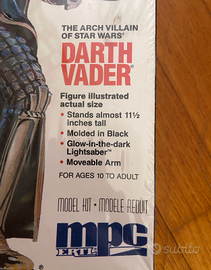 THE ARCH VILLAIN
OF STAR WARS®
DARTH
VADER®
Figure illustrated
actual size
• Stands almost 11½
inches tall
• Molded in Black
• Glow-in-the-dark
Lightsaber™
• Moveable Arm
FOR AGES 10 TO ADULT
MODEL KIT • MODELE REDUIT
mpc
ERTL
subito